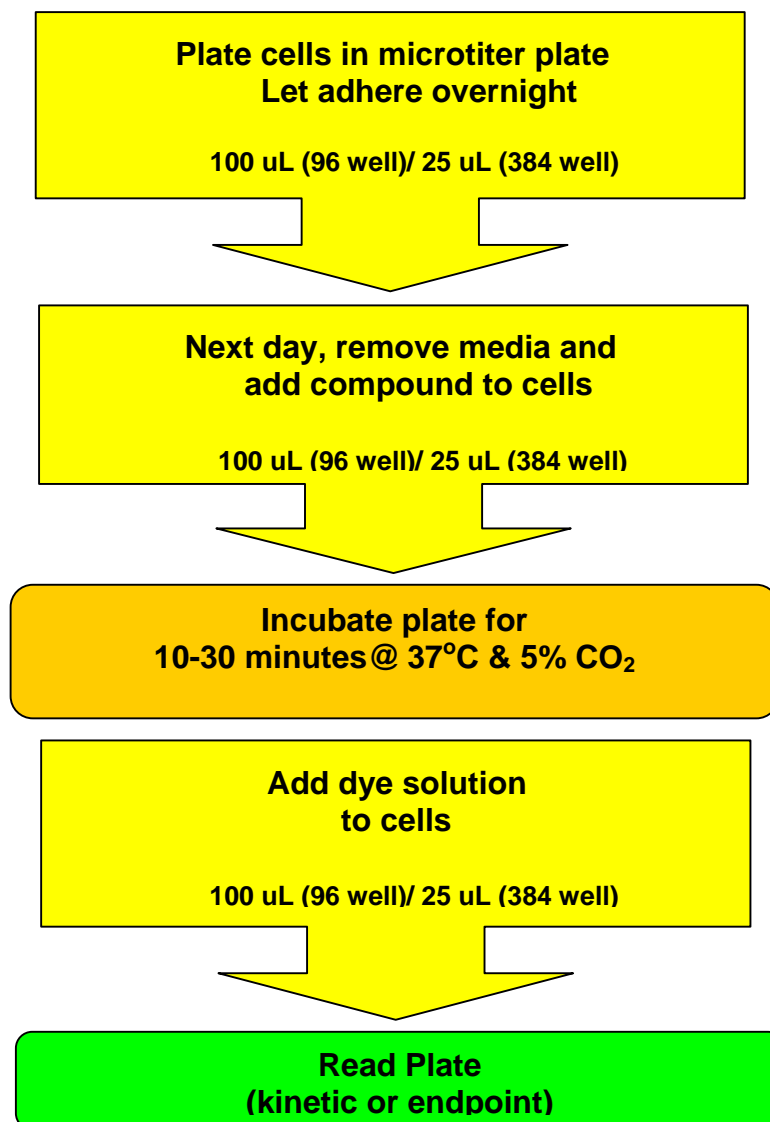 Plate cells in microtiter plate
Let adhere overnight
100 uL (96 well)/ 25 uL (384 well)
Next day, remove media and
add compound to cells
100 uL (96 well)/ 25 uL (384 well)
Incubate plate for
10-30 minutes@ 37°C & 5% CO₂
Add dye solution
to cells
100 uL (96 well)/ 25 uL (384 well)
Read Plate
(kinetic or endpoint)